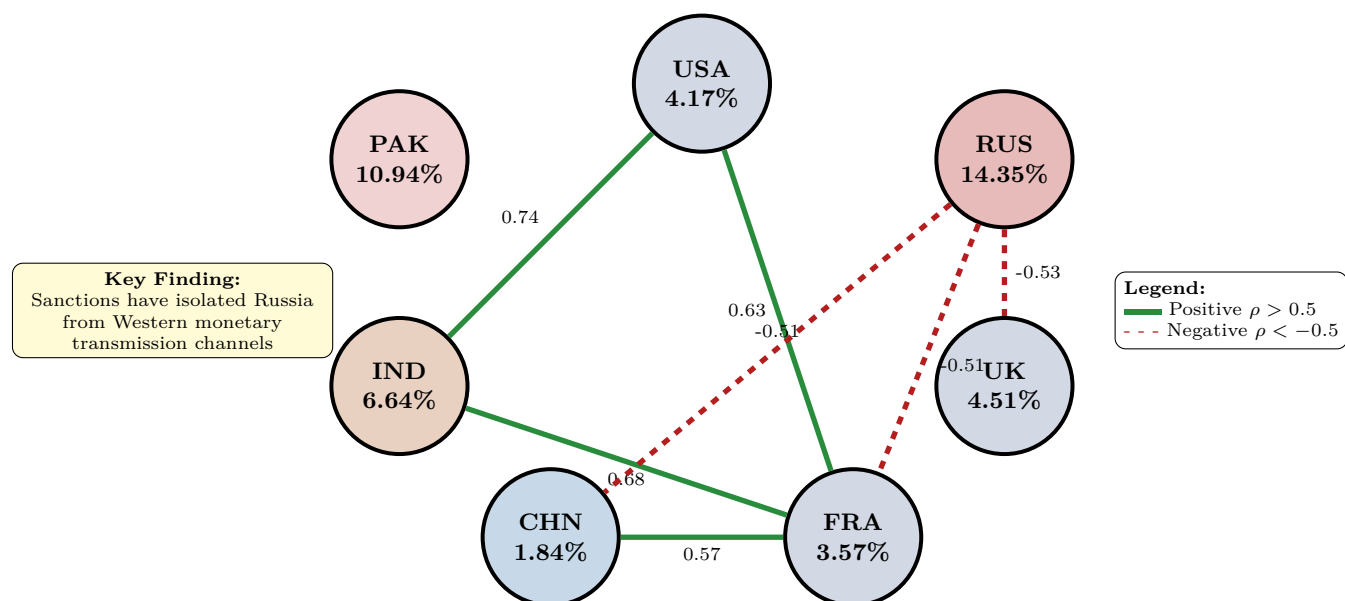 USA
4.17%
PAK
10.94%
RUS
14.35%
0.74
Key Finding:
Sanctions have isolated Russia
from Western monetary
transmission channels
-0.53
Legend:
Positive ρ > 0.5
Negative ρ < −0.5
0.63
-0.51
IND
6.64%
-0.51
UK
4.51%
0.68
CHN
1.84%
0.57
FRA
3.57%